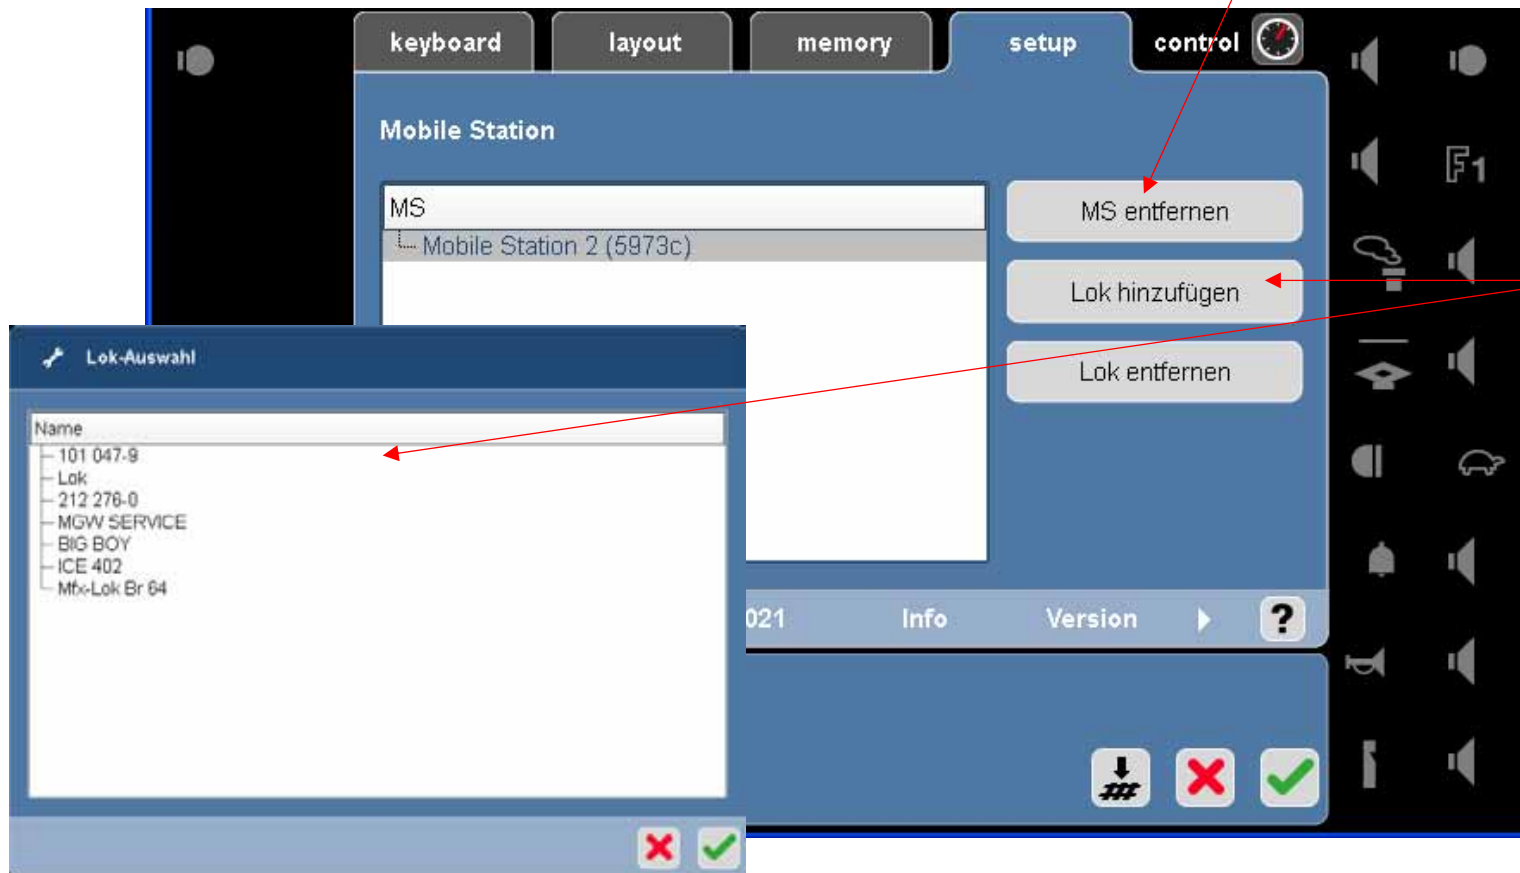 keyboard layout memory setup control
Mobile Station
MS
Mobile Station 2 (5973c)
MS entfernen
F1
Lok hinzufügen
Lok entfernen
Lok-Auswahl
Name
101 047-9
Lok
212 276-0
MGW SERVICE
BIG BOY
ICE 402
Mfx-Lok Br 64
021 Info Version ?